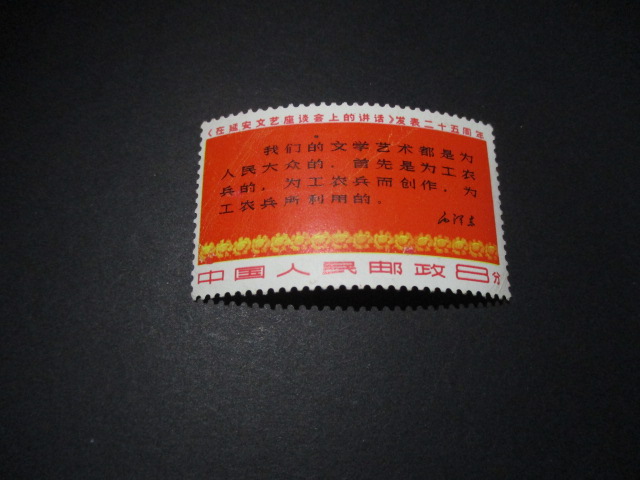 《在延安文艺座谈会上的讲话》发表二十五周年
我们的文学艺术都是为
人民大众的，首先是为工农
兵的，为工农兵而创作，为
工农兵所利用的。
毛泽东
中国人民邮政8分